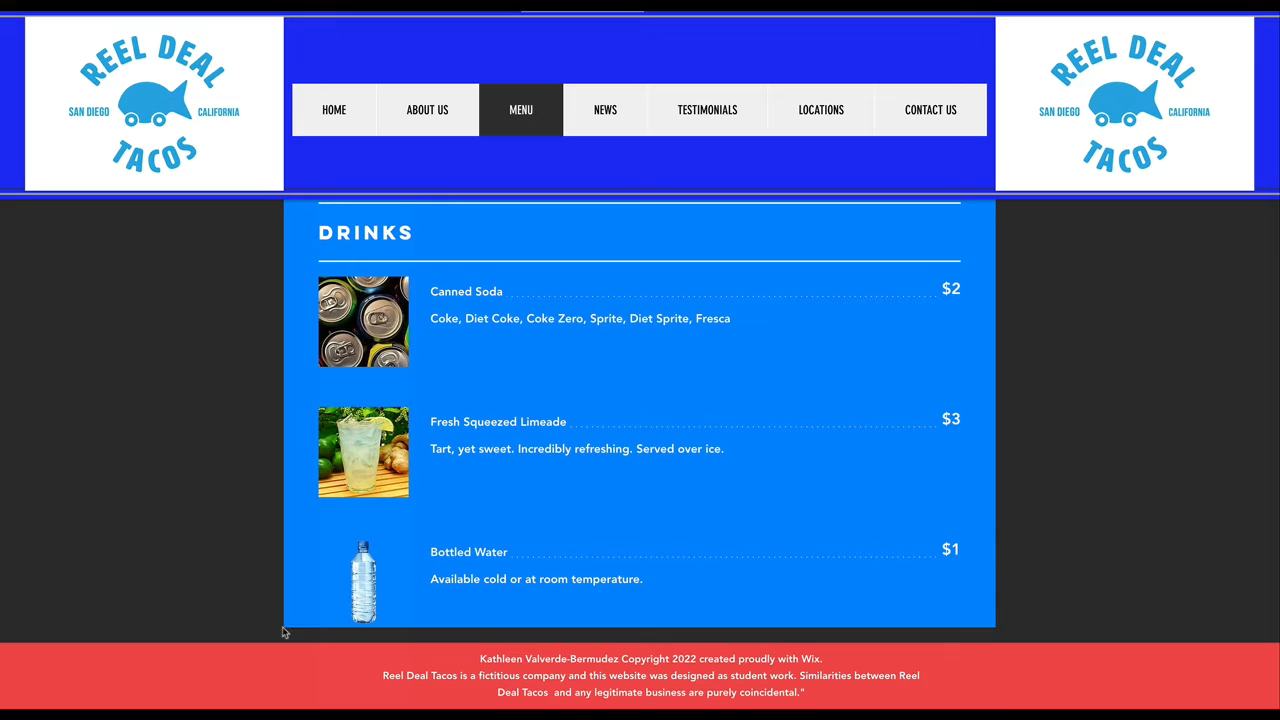 REEL DEAL
SAN DIEGO CALIFORNIA
TACOS
HOME ABOUT US MENU NEWS TESTIMONIALS LOCATIONS CONTACT US
REEL DEAL
SAN DIEGO CALIFORNIA
TACOS
DRINKS
Canned Soda $2
Coke, Diet Coke, Coke Zero, Sprite, Diet Sprite, Fresca
Fresh Squeezed Limeade $3
Tart, yet sweet. Incredibly refreshing. Served over ice.
Bottled Water $1
Available cold or at room temperature.
Kathleen Valverde-Bermudez Copyright 2022 created proudly with Wix.
Reel Deal Tacos is a fictitious company and this website was designed as student work. Similarities between Reel
Deal Tacos and any legitimate business are purely coincidental."